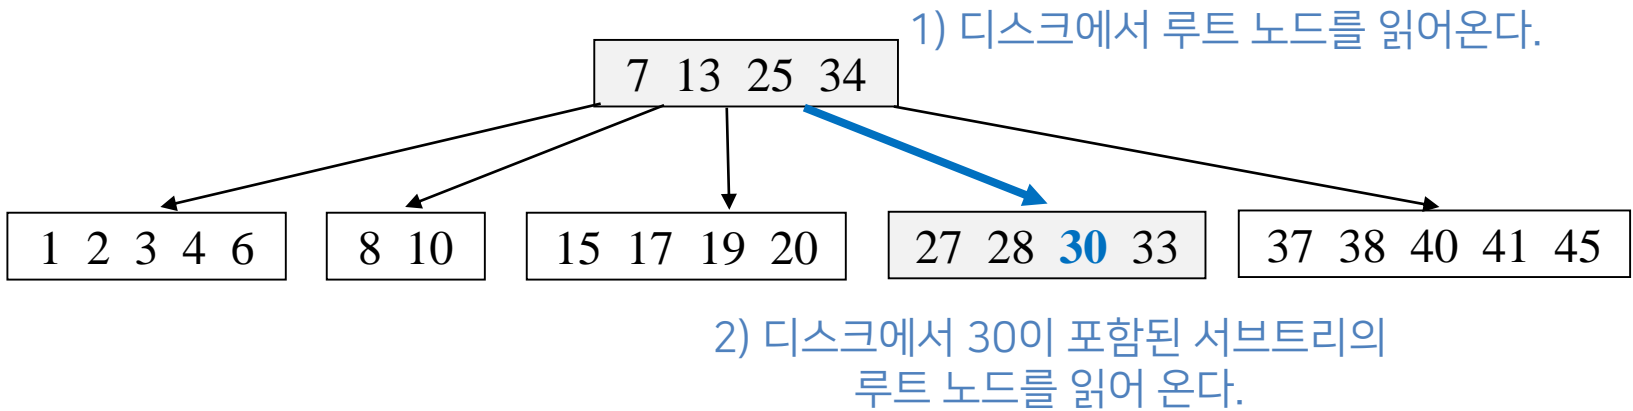 1) 디스크에서 루트 노드를 읽어온다.
7 13 25 34
1 2 3 4 6
8 10
15 17 19 20
27 28 30 33
37 38 40 41 45
2) 디스크에서 30이 포함된 서브트리의
루트 노드를 읽어 온다.